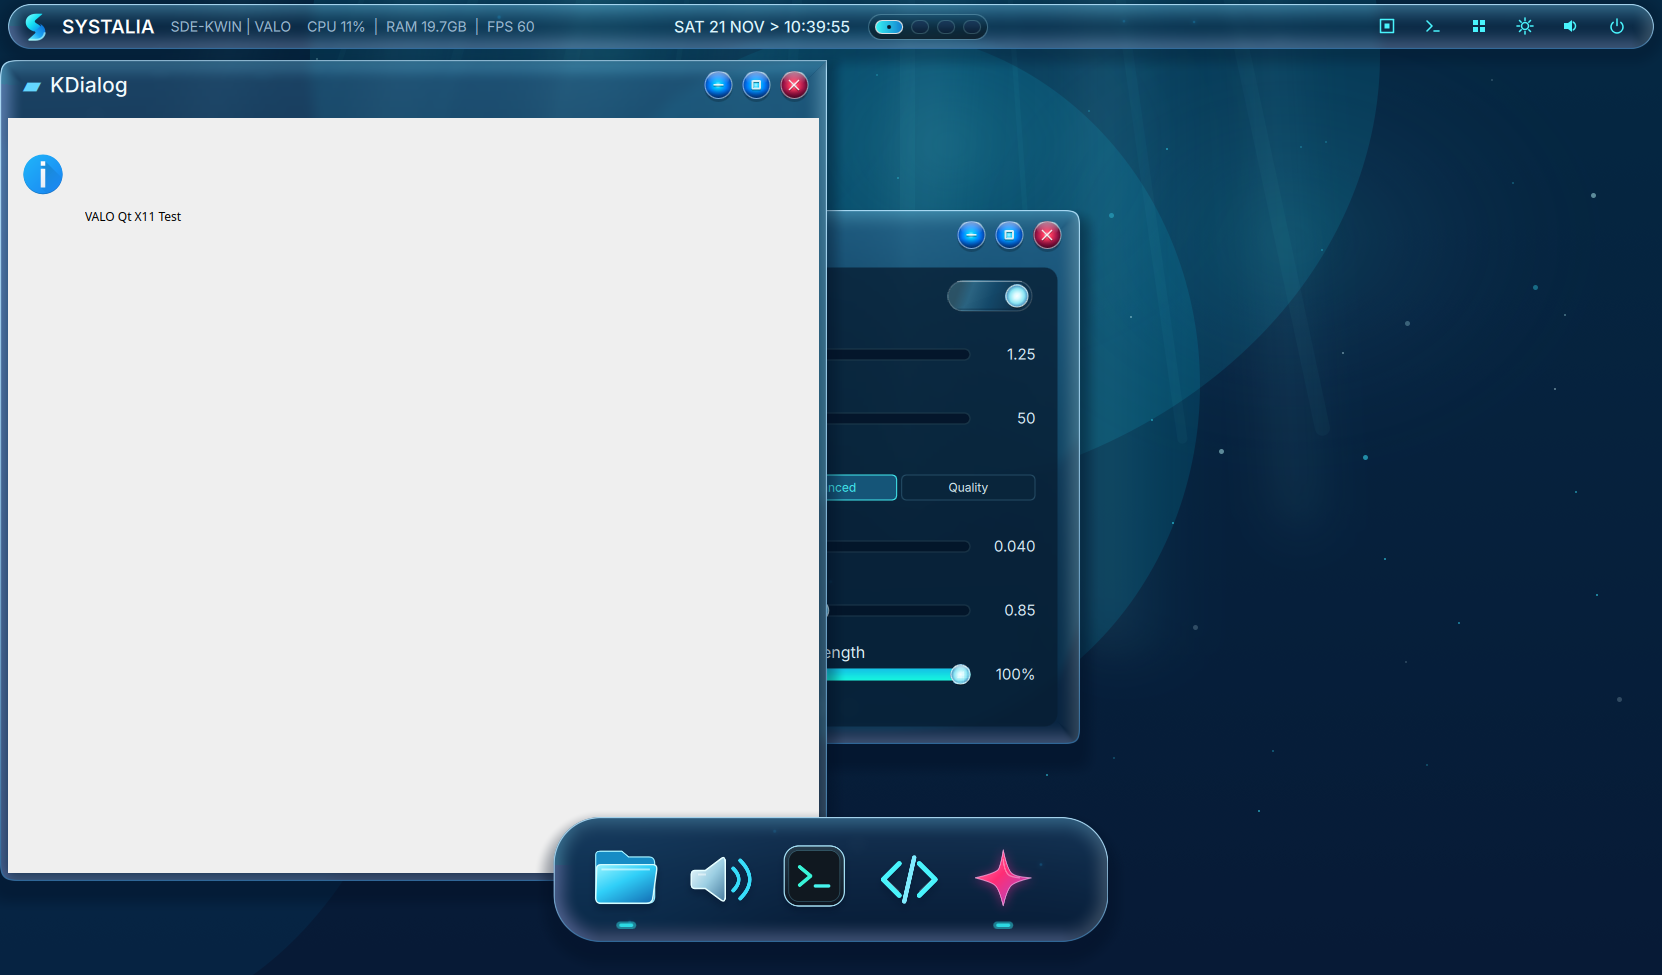 SYSTALIA SDE-KWIN | VALO CPU 11% | RAM 19.7GB | FPS 60 SAT 21 NOV > 10:39:55
KDialog
VALO Qt X11 Test
1.25
50
nced Quality
0.040
0.85
ength
100%